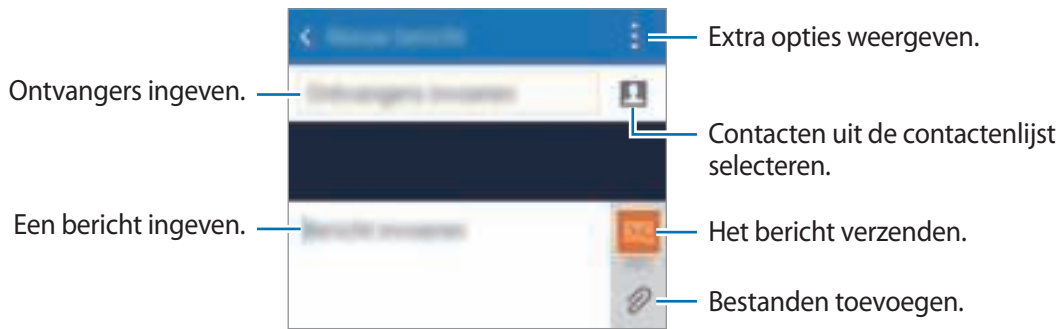 Extra opties weergeven.
Ontvangers ingeven.
Contacten uit de contactenlijst
selecteren.
Een bericht ingeven.
Het bericht verzenden.
Bestanden toevoegen.